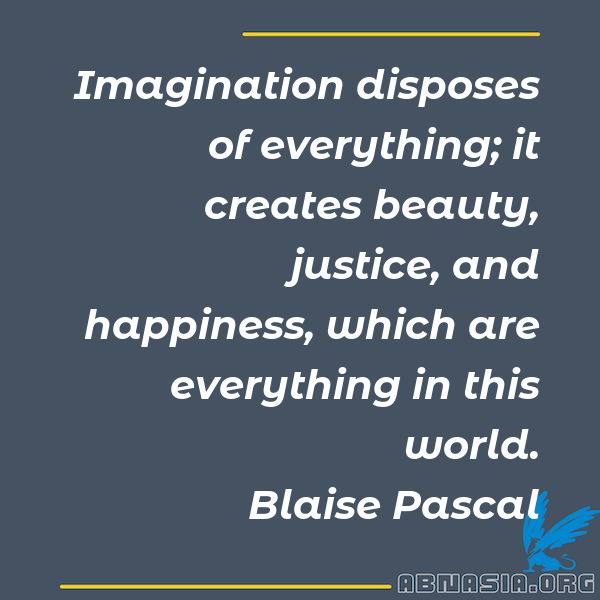 Imagination disposes
of everything; it
creates beauty,
justice, and
happiness, which are
everything in this
world.
Blaise Pascal
ABNASIA.ORG